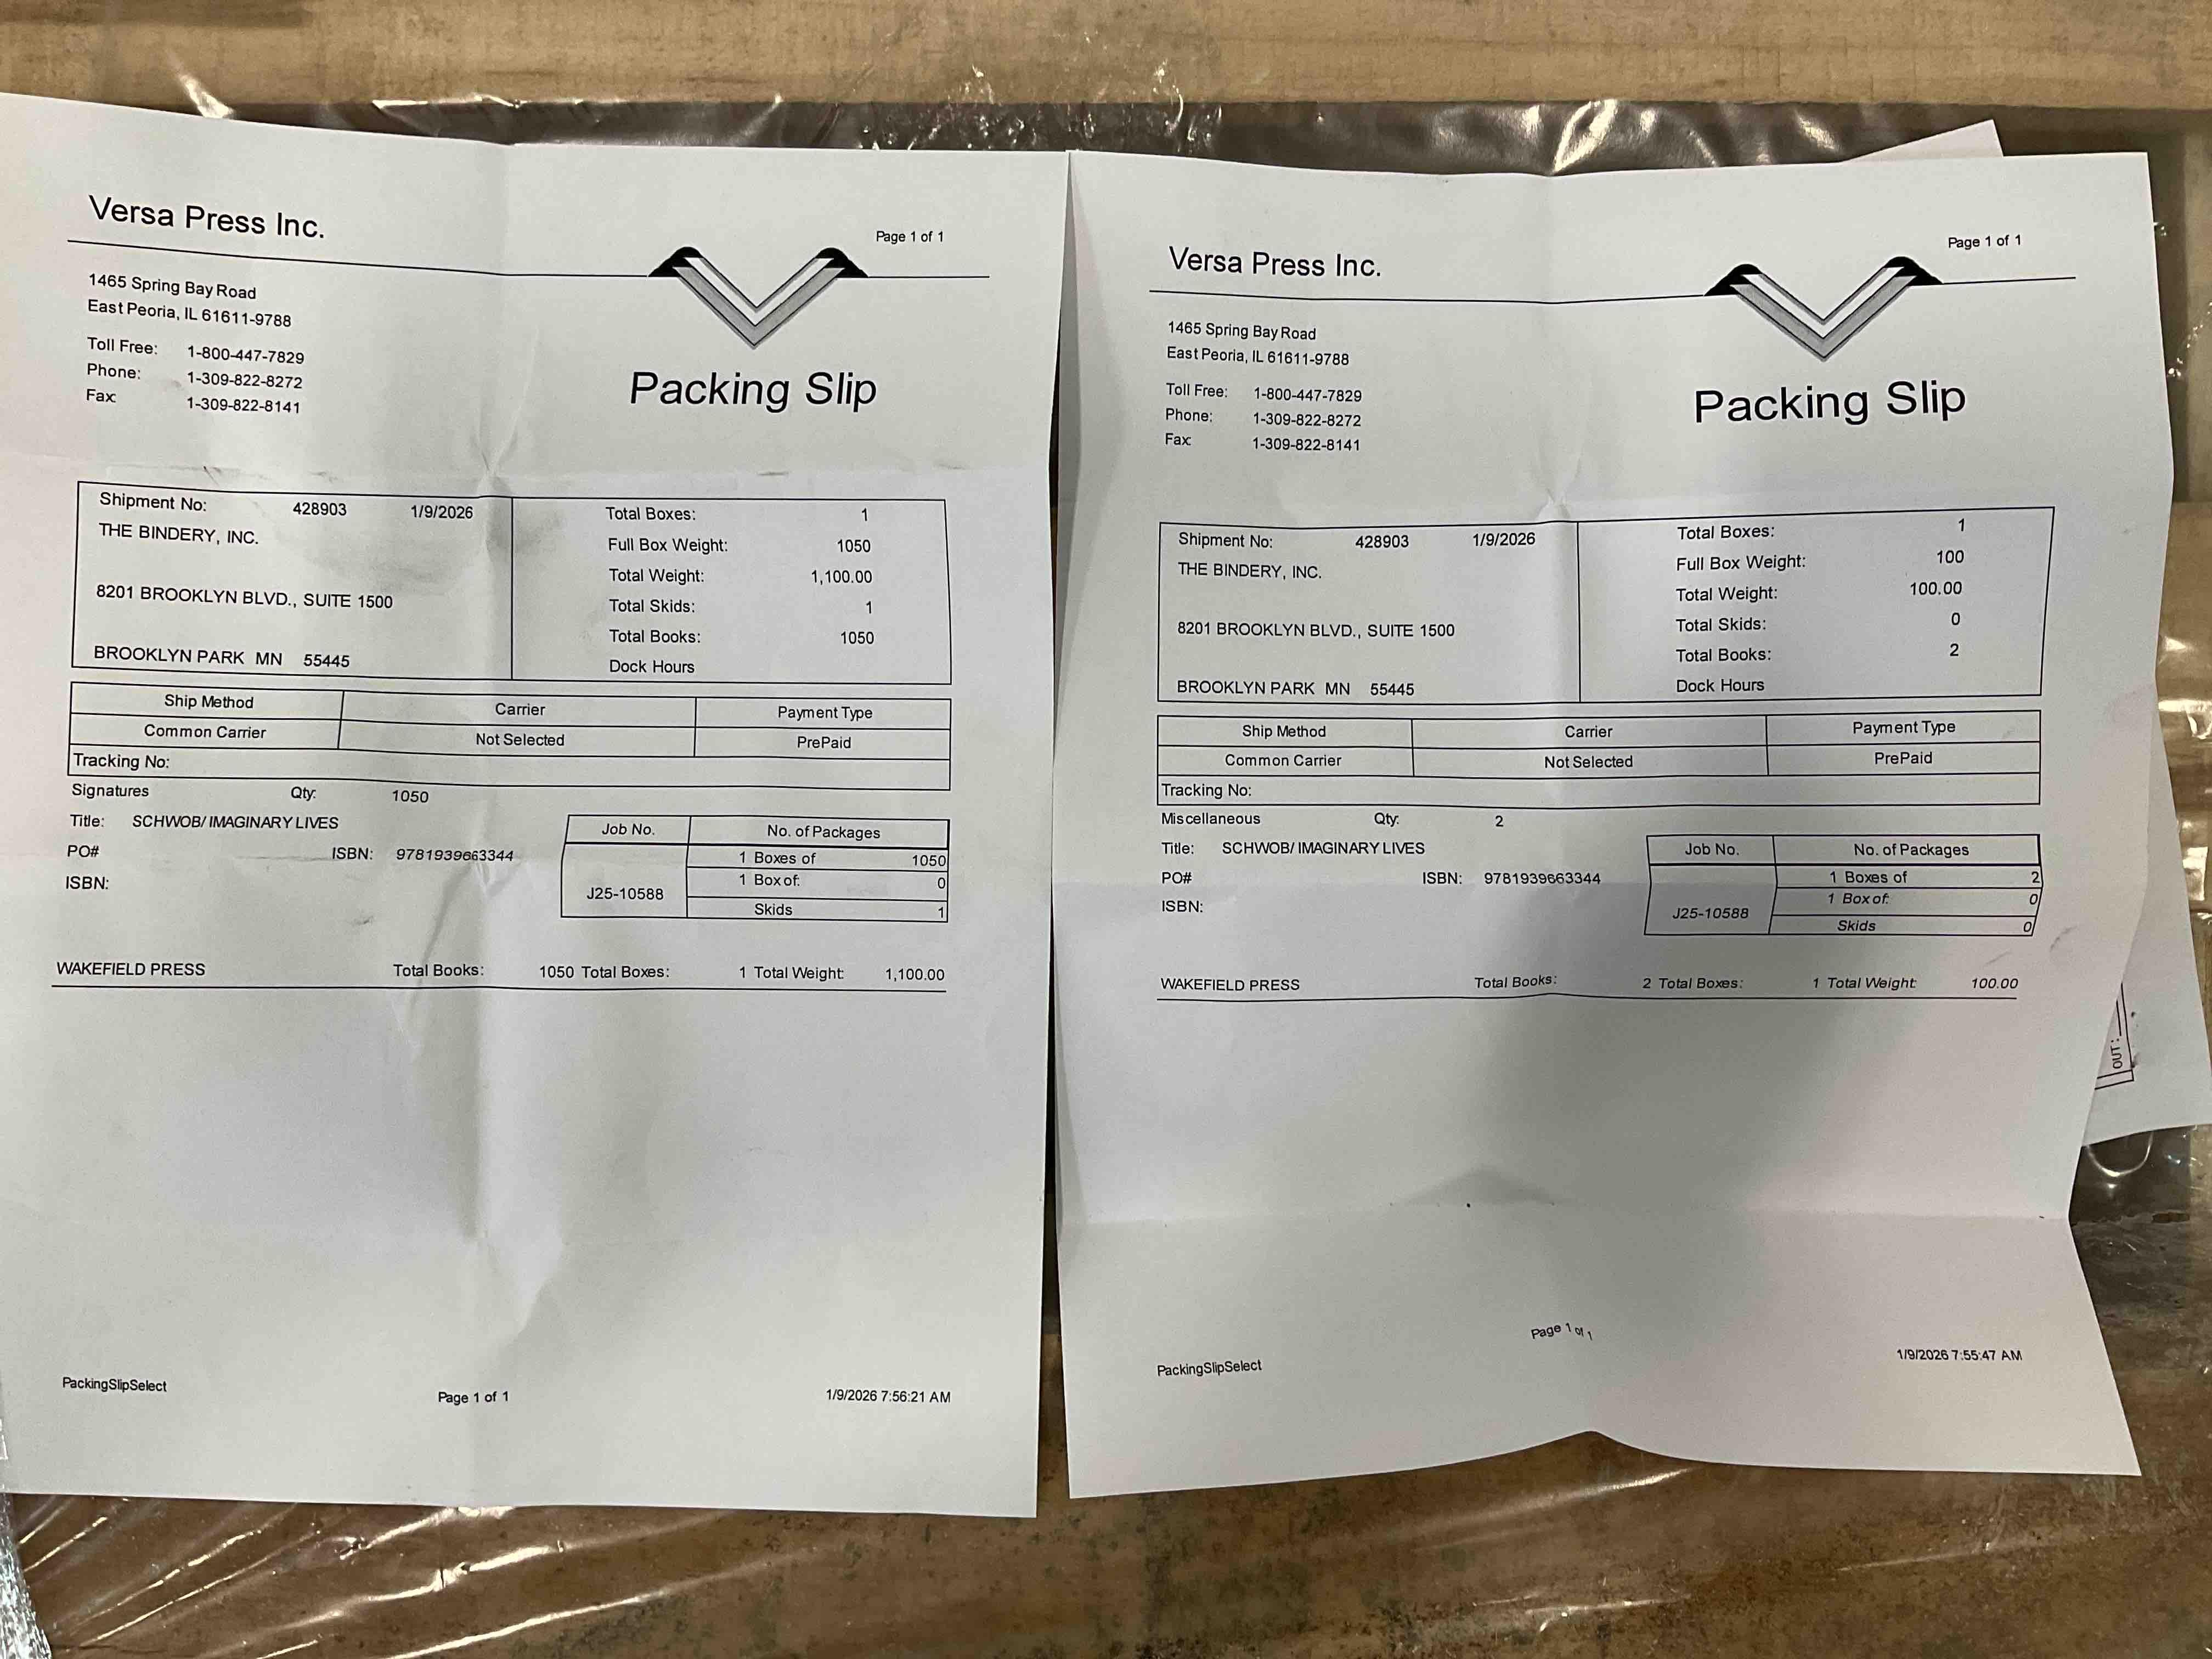 Versa Press Inc.
Page 1 of 1
1465 Spring Bay Road
East Peoria, IL 61611-9788
Toll Free: 1-800-447-7829
Phone: 1-309-822-8272
Fax: 1-309-822-8141
Packing Slip
Shipment No: 428903 1/9/2026
THE BINDERY, INC.
8201 BROOKLYN BLVD., SUITE 1500
BROOKLYN PARK MN 55445
Total Boxes: 1
Full Box Weight: 1050
Total Weight: 1,100.00
Total Skids: 1
Total Books: 1050
Dock Hours
Ship Method Carrier Payment Type
Common Carrier Not Selected PrePaid
Tracking No:
Signatures Qty: 1050
Title: SCHWOB/ IMAGINARY LIVES
PO# ISBN: 9781939663344
ISBN:
Job No. No. of Packages
J25-10588
1 Boxes of 1050
1 Box of: 0
Skids 1
WAKEFIELD PRESS Total Books: 1050 Total Boxes: 1 Total Weight: 1,100.00
PackingSlipSelect Page 1 of 1 1/9/2026 7:56:21 AM
Versa Press Inc.
Page 1 of 1
1465 Spring Bay Road
East Peoria, IL 61611-9788
Toll Free: 1-800-447-7829
Phone: 1-309-822-8272
Fax: 1-309-822-8141
Packing Slip
Shipment No: 428903 1/9/2026
THE BINDERY, INC.
8201 BROOKLYN BLVD., SUITE 1500
BROOKLYN PARK MN 55445
Total Boxes: 1
Full Box Weight: 100
Total Weight: 100.00
Total Skids: 0
Total Books: 2
Dock Hours
Ship Method Carrier Payment Type
Common Carrier Not Selected PrePaid
Tracking No:
Miscellaneous Qty: 2
Title: SCHWOB/ IMAGINARY LIVES
PO# ISBN: 9781939663344
ISBN:
Job No. No. of Packages
J25-10588
1 Boxes of 2
1 Box of: 0
Skids 0
WAKEFIELD PRESS Total Books: 2 Total Boxes: 1 Total Weight: 100.00
PackingSlipSelect Page 1 of 1 1/9/2026 7:55:47 AM
OUT: